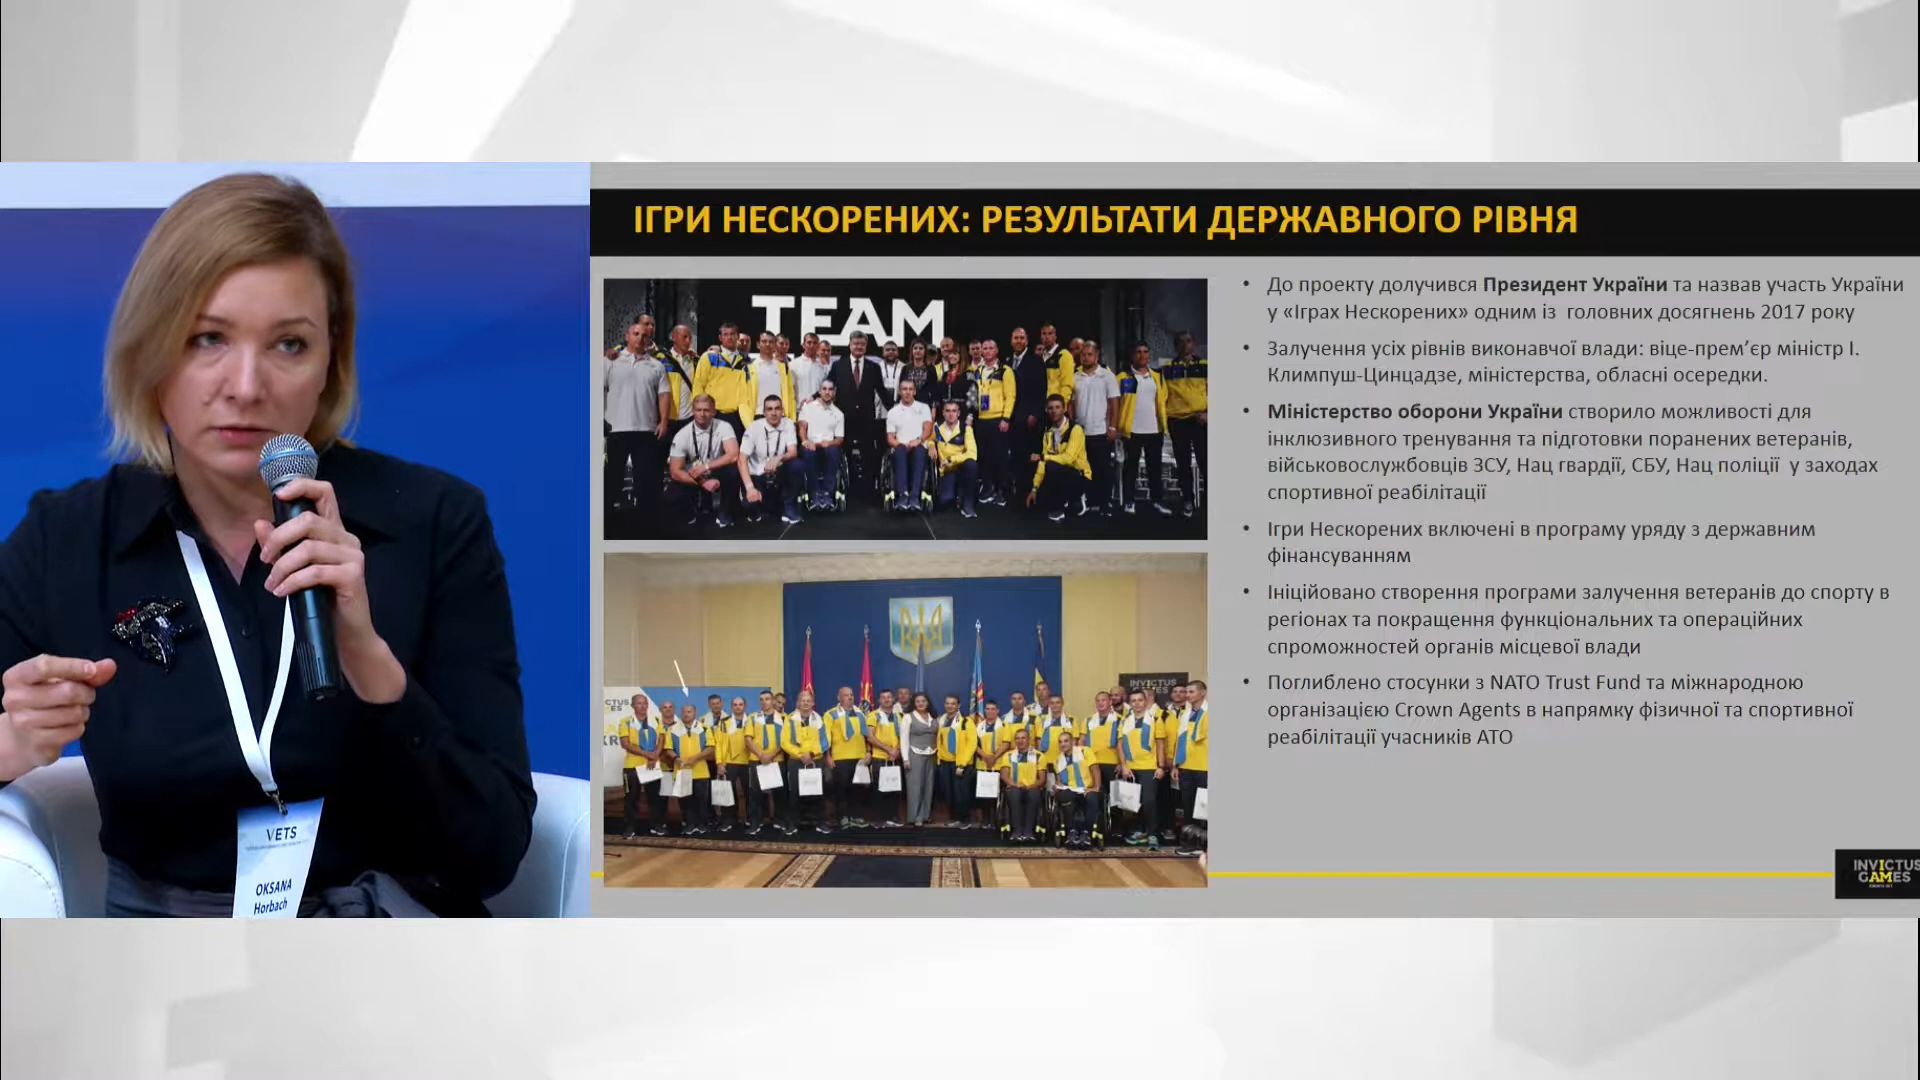 ІГРИ НЕСКОРЕНИХ: РЕЗУЛЬТАТИ ДЕРЖАВНОГО РІВНЯ
TEAM
• До проекту долучився Президент України та назвав участь України
у «Іграх Нескорених» одним із головних досягнень 2017 року
• Залучення усіх рівнів виконавчої влади: віце-прем’єр міністр І.
Климпуш-Цинцадзе, міністерства, обласні осередки.
• Міністерство оборони України створило можливості для
інклюзивного тренування та підготовки поранених ветеранів,
військовослужбовців ЗСУ, Нац гвардії, СБУ, Нац поліції у заходах
спортивної реабілітації
• Ігри Нескорених включені в програму уряду з державним
фінансуванням
• Ініційовано створення програми залучення ветеранів до спорту в
регіонах та покращення функціональних та операційних
спроможностей органів місцевої влади
• Поглиблено стосунки з NATO Trust Fund та міжнародною
організацією Crown Agents в напрямку фізичної та спортивної
реабілітації учасників АТО
INVICTUS
GAMES
VETS
OKSANA
Horbach
INVICTUS
GAMES